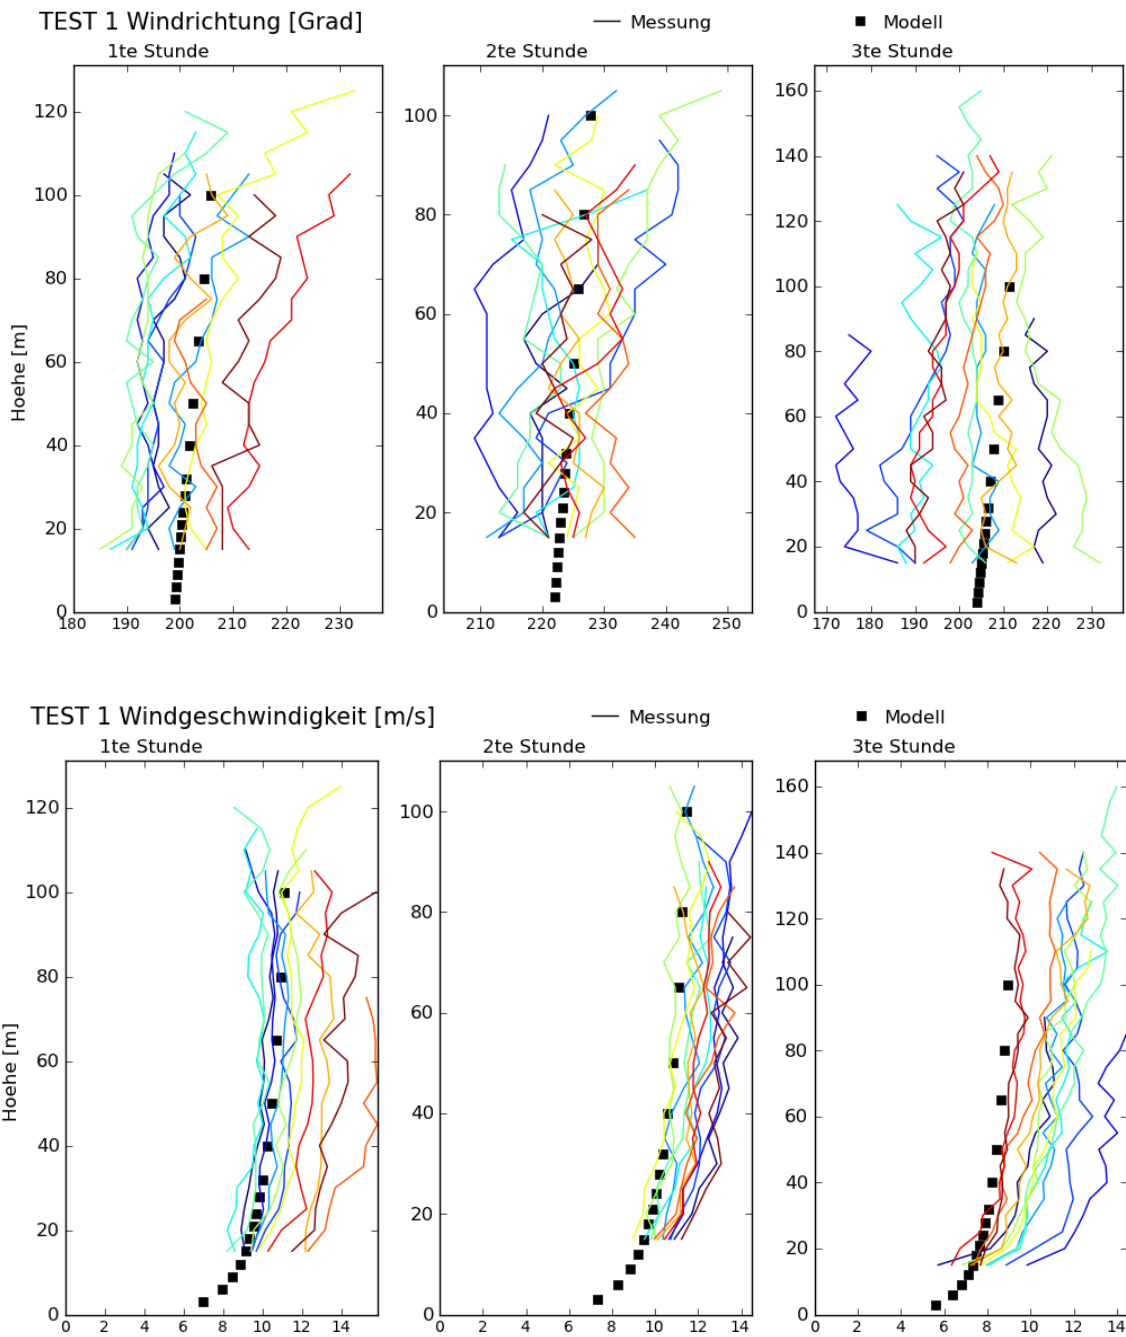 TEST 1 Windrichtung [Grad]
Messung
Modell
1te Stunde
2te Stunde
3te Stunde
Hoehe [m]
120
100
80
60
40
20
0
180 190 200 210 220 230
100
80
60
40
20
0
210 220 230 240 250
160
140
120
100
80
60
40
20
0
170 180 190 200 210 220 230
TEST 1 Windgeschwindigkeit [m/s]
Messung
Modell
1te Stunde
2te Stunde
3te Stunde
Hoehe [m]
120
100
80
60
40
20
0
0 2 4 6 8 10 12 14
100
80
60
40
20
0
0 2 4 6 8 10 12 14
160
140
120
100
80
60
40
20
0
0 2 4 6 8 10 12 14